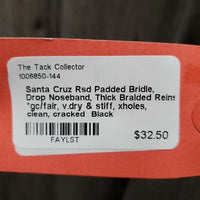 The Tack Collector
1006850-144
Santa Cruz Rsd Padded Bridle,
Drop Noseband, Thick Braided Reins
*gc/fair, v.dry & stiff, xholes,
clean, cracked Black
$32.50
FAYLST